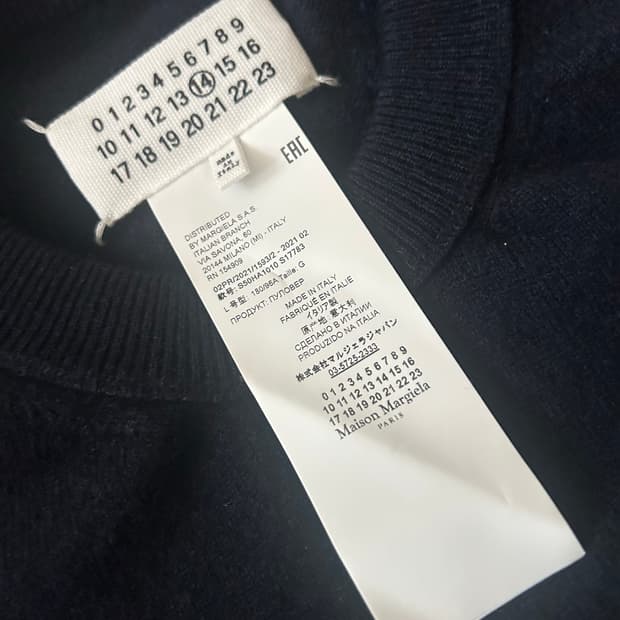 0 1 2 3 4 5 6 7 8 9
10 11 12 13 14 15 16
17 18 19 20 21 22 23
made
in
Italy
EAC
DISTRIBUTED
BY MARGIELA S.A.S.
ITALIAN BRANCH
VIA SAVONA, 60
20144 MILANO (MI) - ITALY
RN 154909
02PR/2021/1593/2 - 2021 02
款号: S50HA1010 S17783
L 号型: 180/96A Taille: G
ПРОДУКТ: ПУЛОВЕР
MADE IN ITALY
FABRIQUÉ EN ITALIE
イタリア製
原产地: 意大利
СДЕЛАНО В ИТАЛИИ
PRODUZIDO NA ITALIA
株式会社マルジェラジャパン
03-5725-2333
0 1 2 3 4 5 6 7 8 9
10 11 12 13 14 15 16
17 18 19 20 21 22 23
Maison Margiela
PARIS